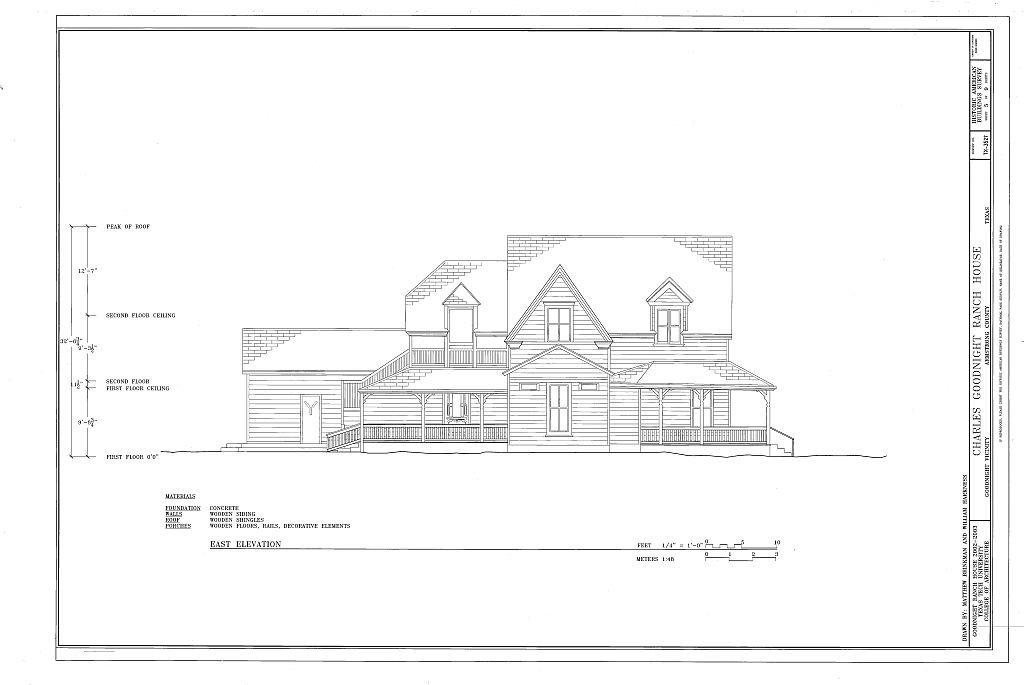 PEAK OF ROOF
12'-7"
SECOND FLOOR CEILING
SECOND FLOOR
FIRST FLOOR CEILING
FIRST FLOOR 0'0"
MATERIALS
FOUNDATION CONCRETE
WALLS WOODEN SIDING
ROOF WOODEN SHINGLES
PORCHES WOODEN FLOORS, RAILS, DECORATIVE ELEMENTS
EAST ELEVATION
FEET 1/4" = 1'-0" 0 5 10
METERS 1:48 0 1 2 3
DRAWN BY: MATTHEW BRINKMAN AND WILLIAM HARKNESS
GOODNIGHT RANCH HOUSE 2002-2003
TEXAS TECH UNIVERSITY
COLLEGE OF ARCHITECTURE
CHARLES GOODNIGHT RANCH HOUSE
GOODNIGHT VICINITY ARMSTRONG COUNTY TEXAS
TX-3527
HISTORIC AMERICAN
BUILDINGS SURVEY
SHEET 5 OF 9 SHEETS